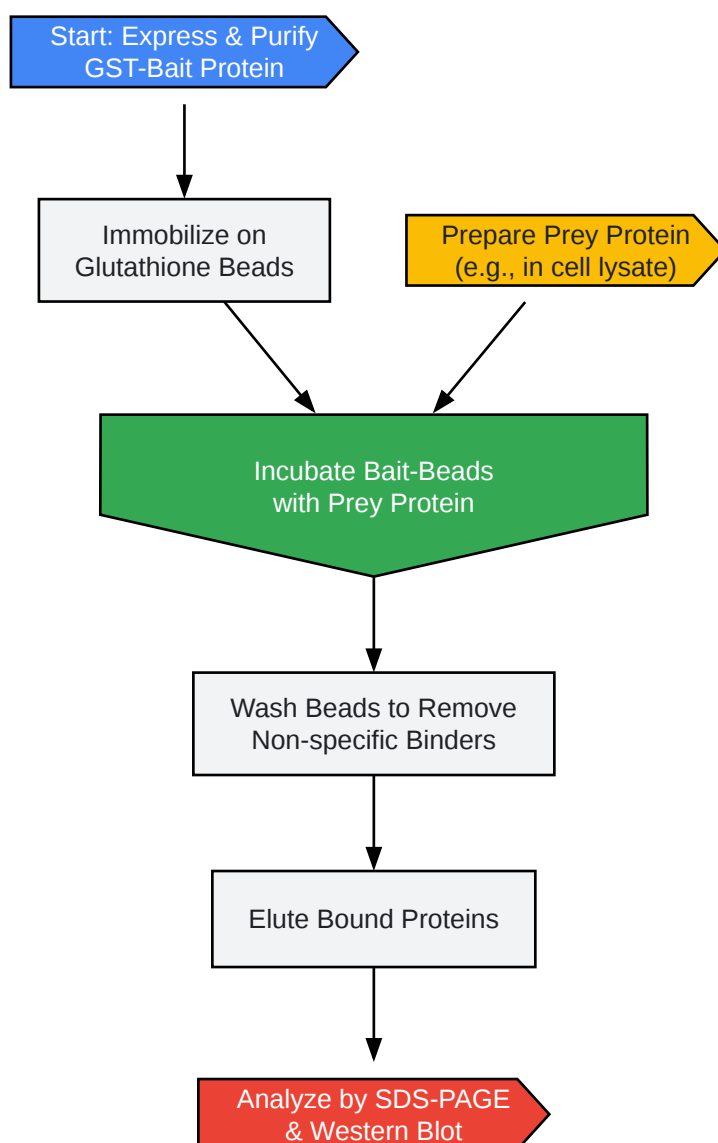 Start: Express & Purify
GST-Bait Protein
Immobilize on
Glutathione Beads
Prepare Prey Protein
(e.g., in cell lysate)
Incubate Bait-Beads
with Prey Protein
Wash Beads to Remove
Non-specific Binders
Elute Bound Proteins
Analyze by SDS-PAGE
& Western Blot